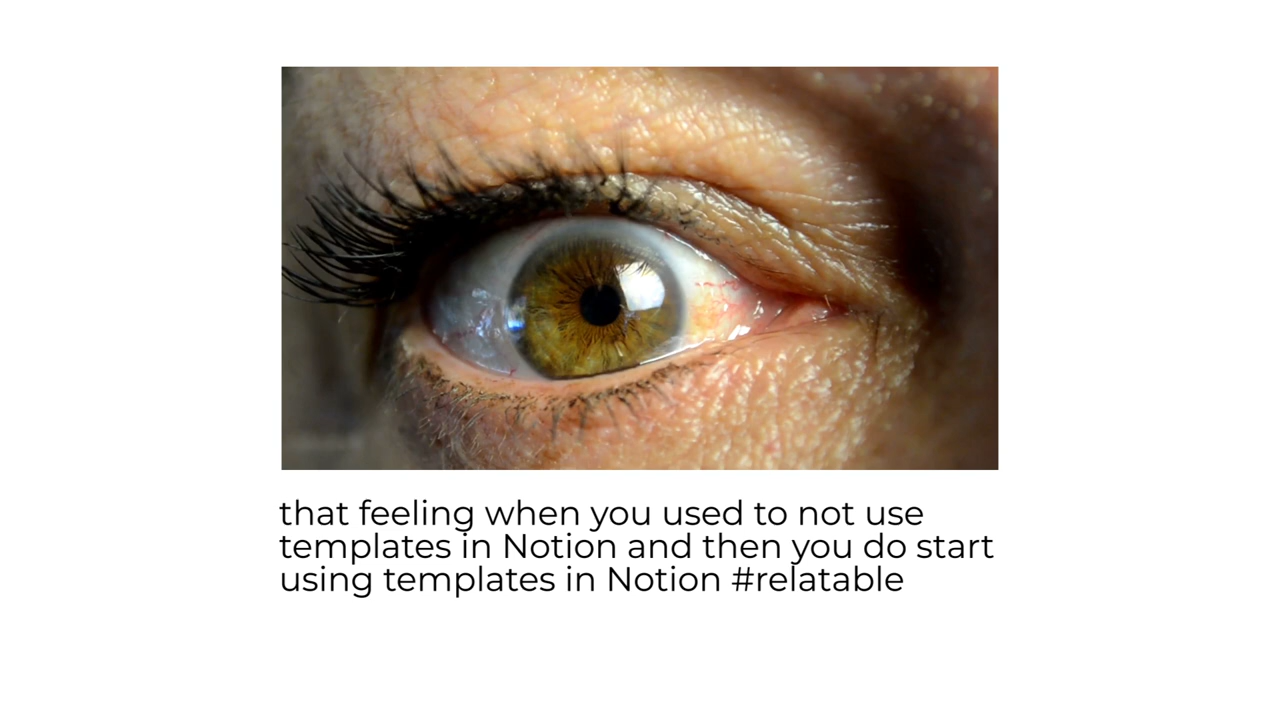 that feeling when you used to not use
templates in Notion and then you do start
using templates in Notion #relatable